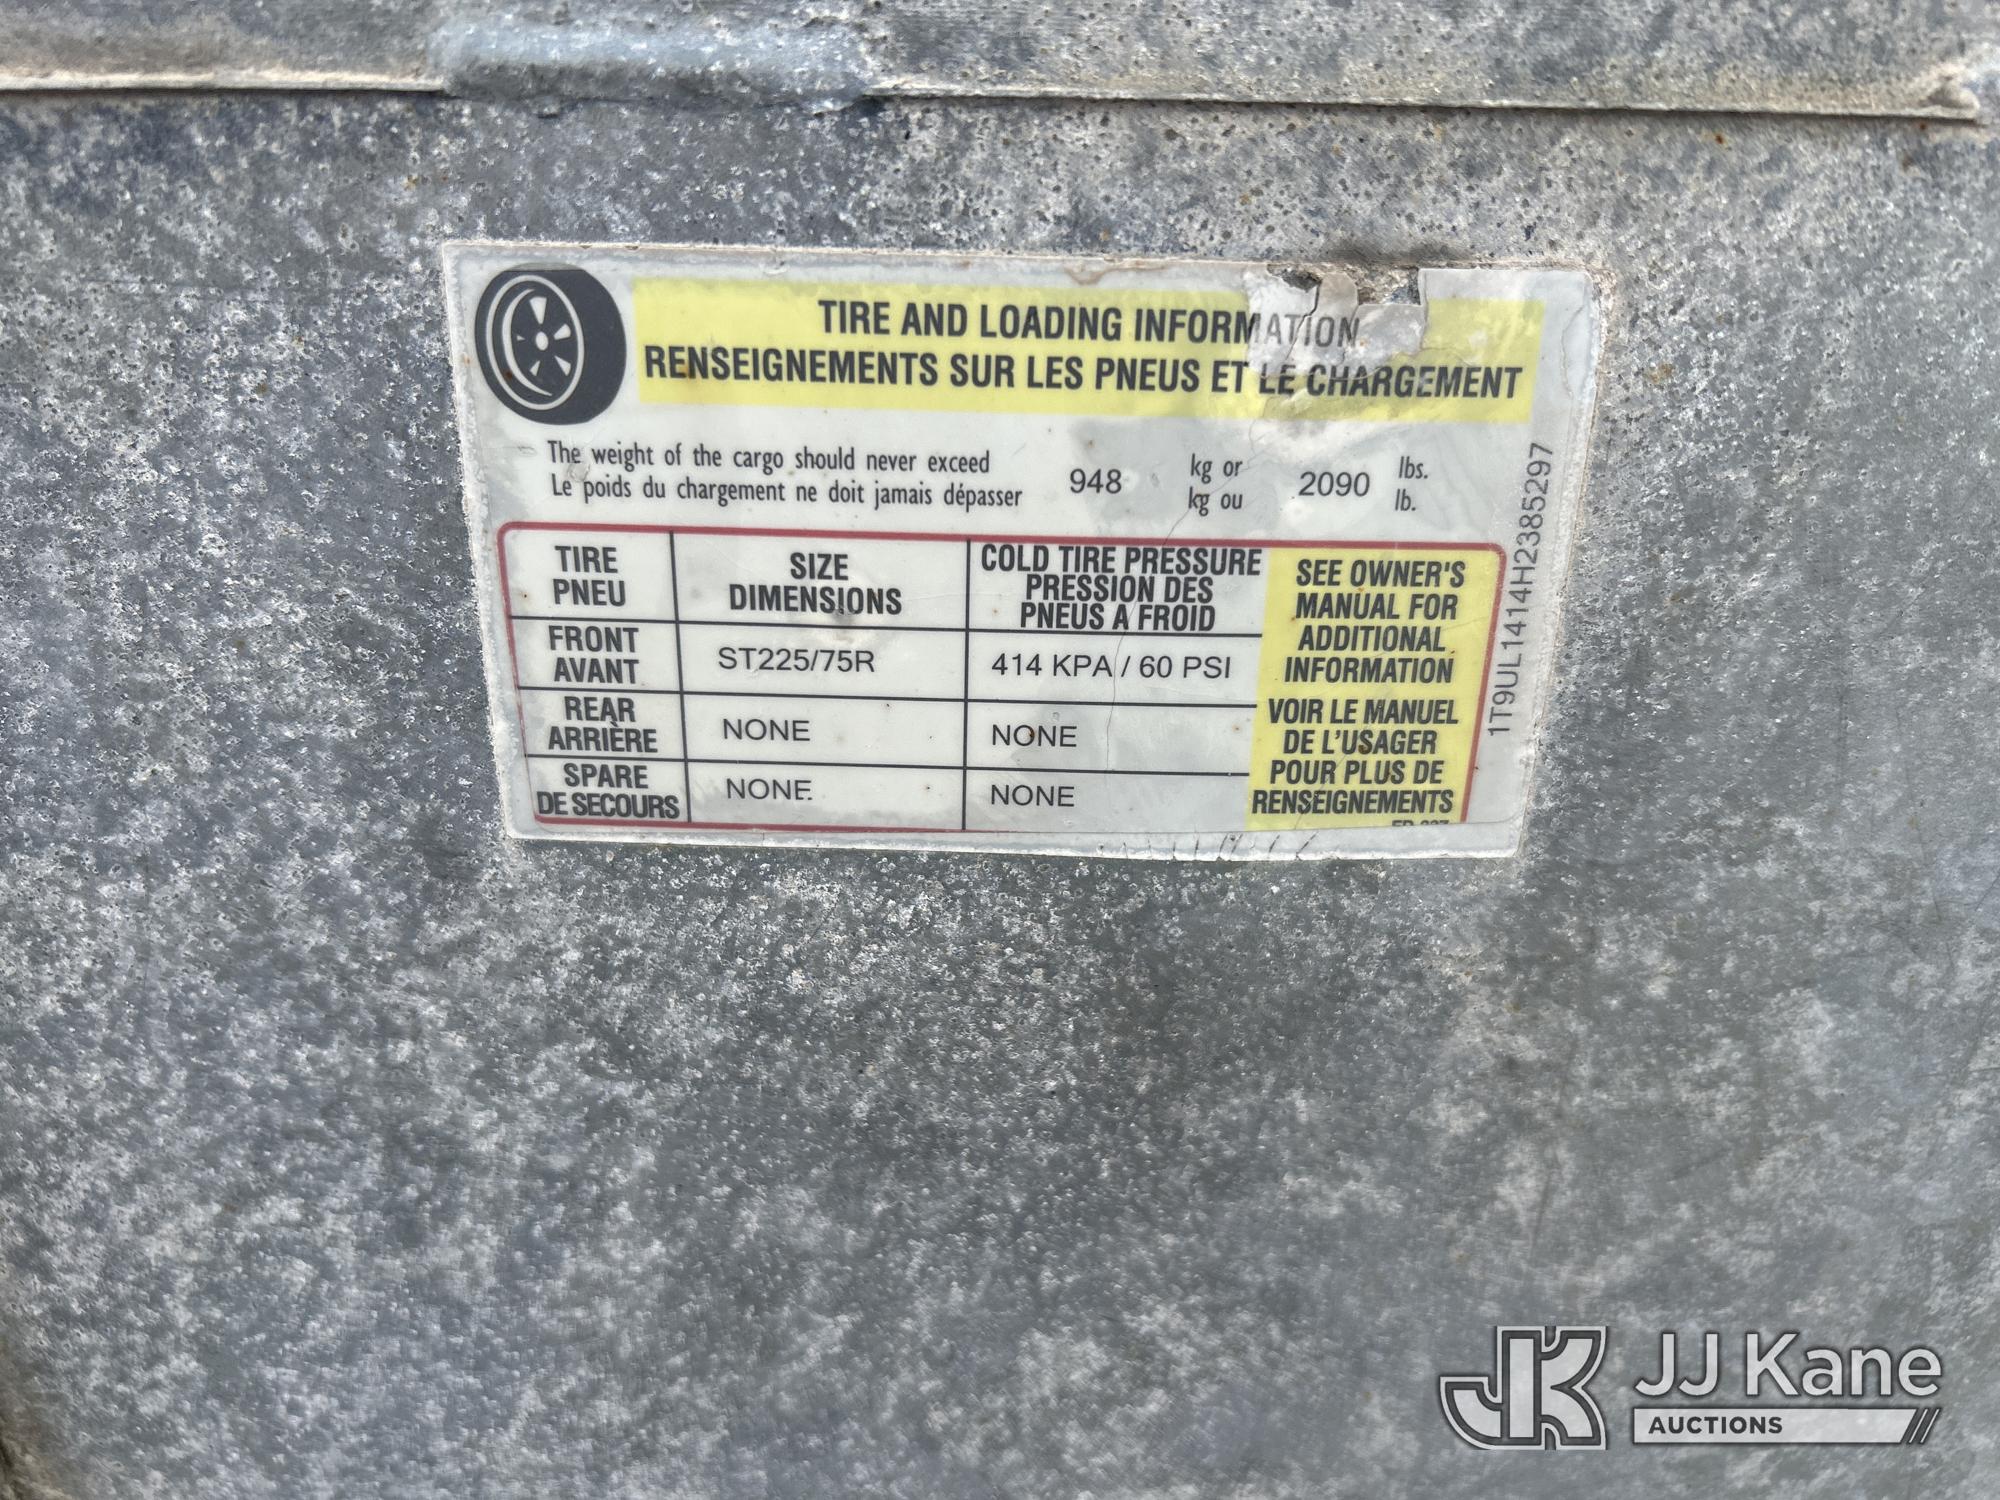 TIRE AND LOADING INFORMATION
RENSEIGNEMENTS SUR LES PNEUS ET LE CHARGEMENT
The weight of the cargo should never exceed 948 kg or 2090 lbs.
Le poids du chargement ne doit jamais dépasser kg ou lb.
TIRE
PNEU
SIZE
DIMENSIONS
COLD TIRE PRESSURE
PRESSION DES
PNEUS A FROID
FRONT
AVANT
ST225/75R
414 KPA / 60 PSI
REAR
ARRIÈRE
NONE
NONE
SPARE
DE SECOURS
NONE
NONE
SEE OWNER'S
MANUAL FOR
ADDITIONAL
INFORMATION
VOIR LE MANUEL
DE L'USAGER
POUR PLUS DE
RENSEIGNEMENTS
1T9UL1414H2385297
JK JJ Kane
AUCTIONS